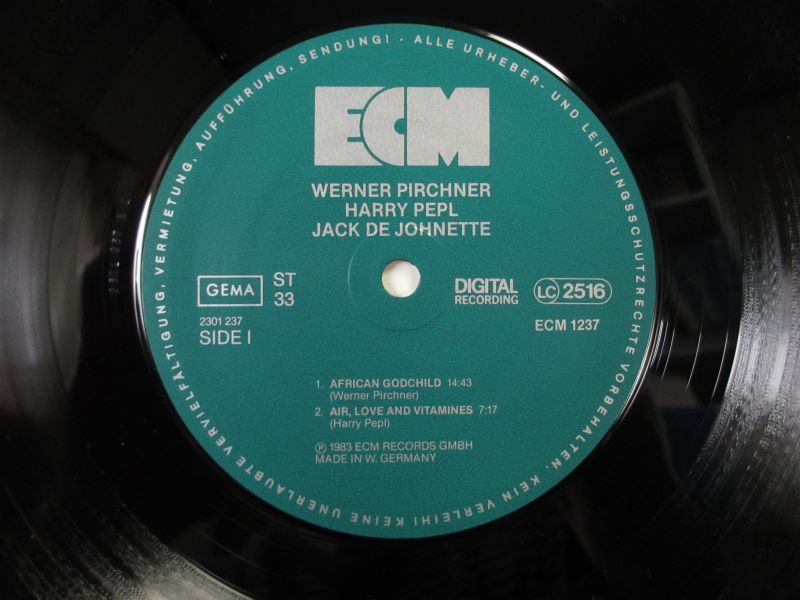 ECM
WERNER PIRCHNER
HARRY PEPL
JACK DE JOHNETTE
GEMA
ST
33
2301 237
SIDE I
DIGITAL
RECORDING
LC 2516
ECM 1237
1. AFRICAN GODCHILD 14:43
(Werner Pirchner)
2. AIR, LOVE AND VITAMINES 7:17
(Harry Pepl)
Ⓟ 1983 ECM RECORDS GMBH
MADE IN W. GERMANY
ALLE URHEBER- UND LEISTUNGSSCHUTZRECHTE VORBEHALTEN · KEIN VERLEIH! KEINE UNERLAUBTE VERVIELFÄLTIGUNG, VERMIETUNG, AUFFÜHRUNG, SENDUNG! ·